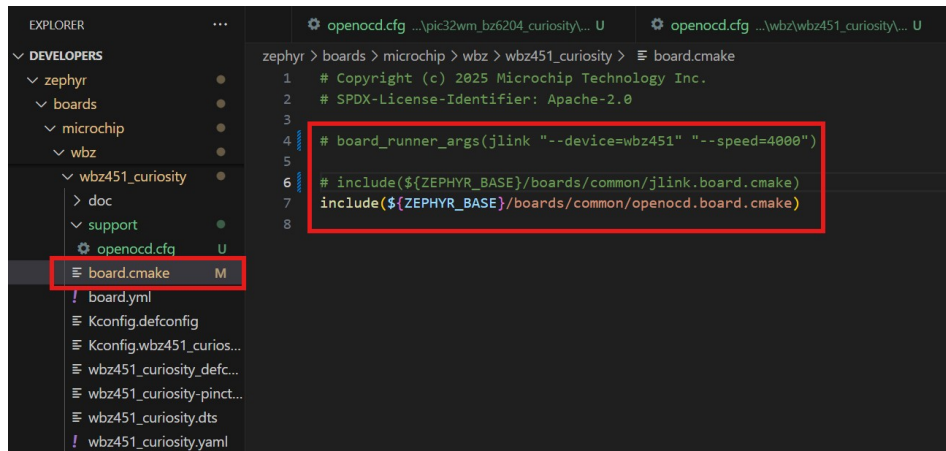 EXPLORER ...
DEVELOPERS
zephyr
boards
microchip
wbz
wbz451_curiosity
doc
support
openocd.cfg U
board.cmake M
! board.yml
Kconfig.defconfig
Kconfig.wbz451_curios...
wbz451_curiosity_defc...
wbz451_curiosity-pinct...
wbz451_curiosity.dts
! wbz451_curiosity.yaml
openocd.cfg ...\pic32wm_bz6204_curiosity\... U openocd.cfg ...\wbz\wbz451_curiosity\... U
zephyr > boards > microchip > wbz > wbz451_curiosity > board.cmake
1 # Copyright (c) 2025 Microchip Technology Inc.
2 # SPDX-License-Identifier: Apache-2.0
3
4 # board_runner_args(jlink "--device=wbz451" "--speed=4000")
5
6 # include(${ZEPHYR_BASE}/boards/common/jlink.board.cmake)
7 include(${ZEPHYR_BASE}/boards/common/openocd.board.cmake)
8